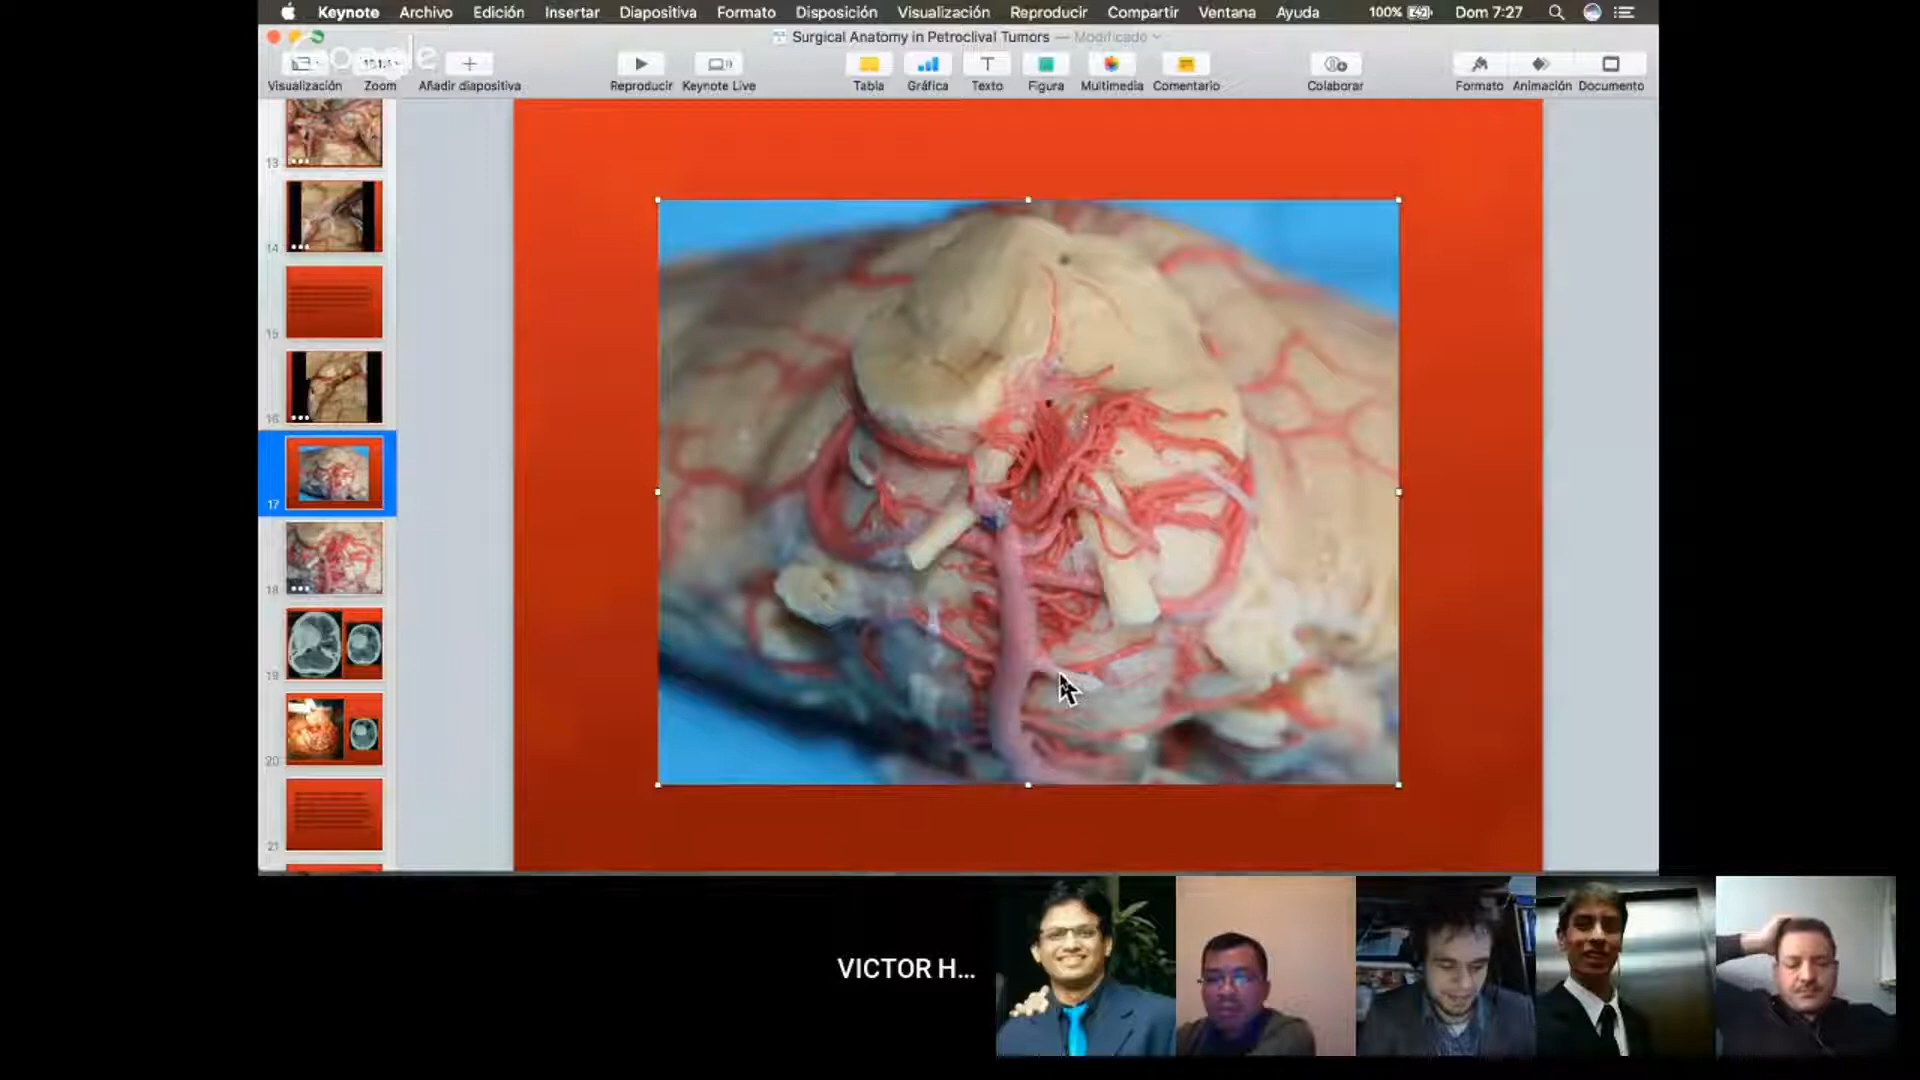 Keynote Archivo Edición Insertar Diapositiva Formato Disposición Visualización Reproducir Compartir Ventana Ayuda 100% Dom 7:27
Surgical Anatomy in Petroclival Tumors — Modificado
Google
Visualización Zoom Añadir diapositiva Reproducir Keynote Live Tabla Gráfica Texto Figura Multimedia Comentario Colaborar Formato Animación Documento
13
14
15
16
17
18
19
20
21
VICTOR H...